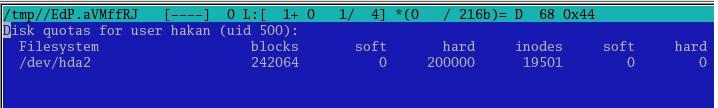 /tmp//EdP.aVMffRJ [----] 0 L:[ 1+ 0 1/ 4] *(0 / 216b)= D 68 0x44
Disk quotas for user hakan (uid 500):
Filesystem blocks soft hard inodes soft hard
/dev/hda2 242064 0 200000 19501 0 0